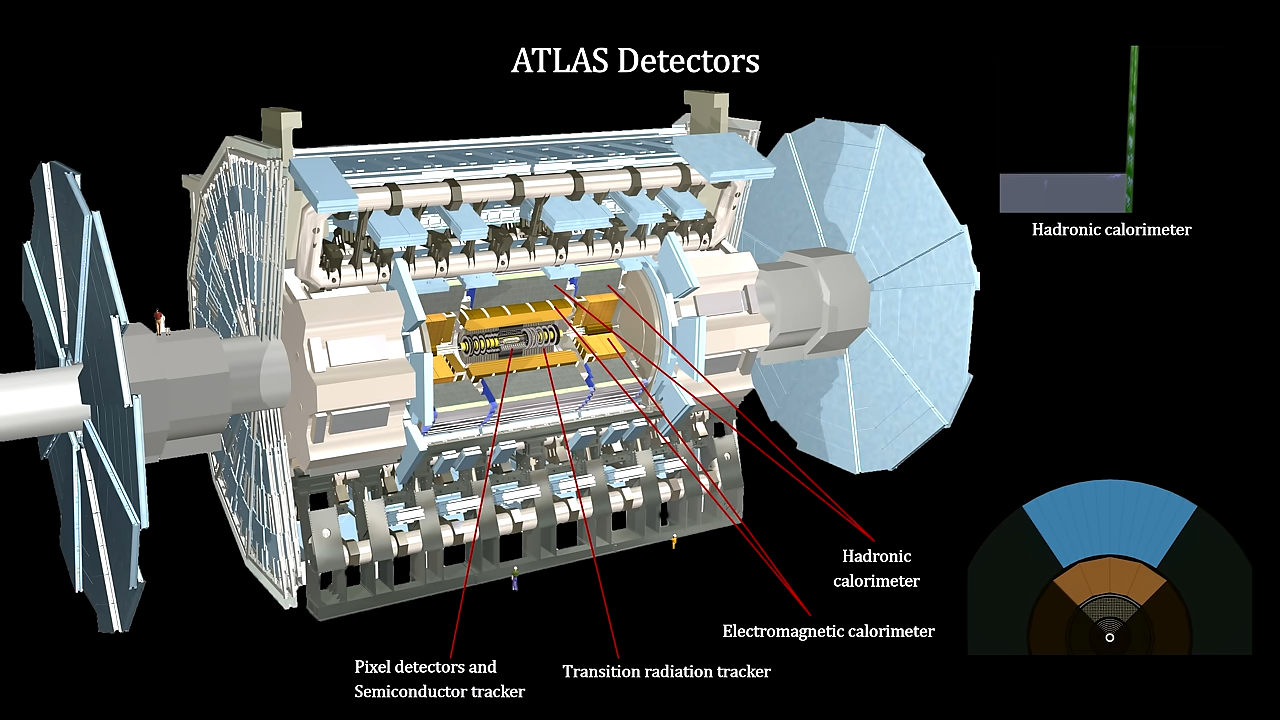 ATLAS Detectors
Hadronic calorimeter
Hadronic
calorimeter
Electromagnetic calorimeter
Pixel detectors and
Semiconductor tracker
Transition radiation tracker